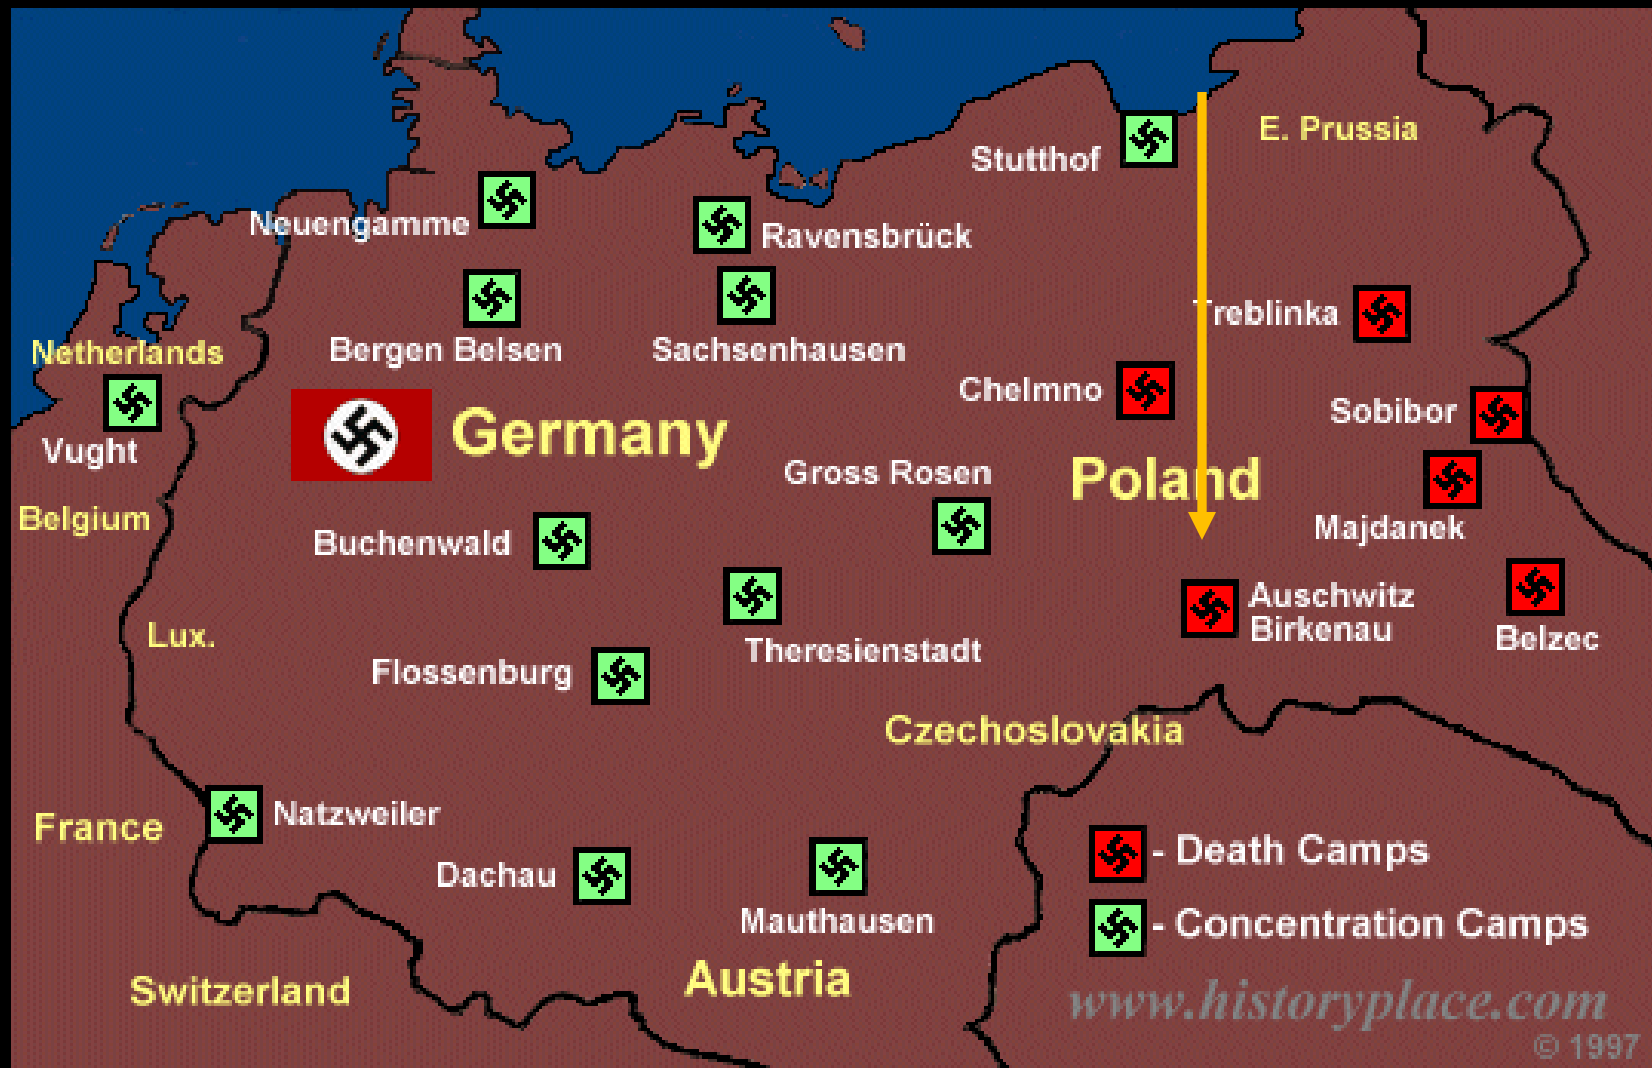 E. Prussia
Stutthof
Neuengamme
Ravensbrück
Treblinka
Bergen Belsen
Sachsenhausen
Netherlands
Chelmno
Sobibor
Vught
Germany
Gross Rosen
Poland
Belgium
Majdanek
Buchenwald
Auschwitz
Birkenau
Lux.
Belzec
Theresienstadt
Flossenburg
Czechoslovakia
France
Natzweiler
- Death Camps
Dachau
Mauthausen
- Concentration Camps
Austria
Switzerland
www.historyplace.com
© 1997